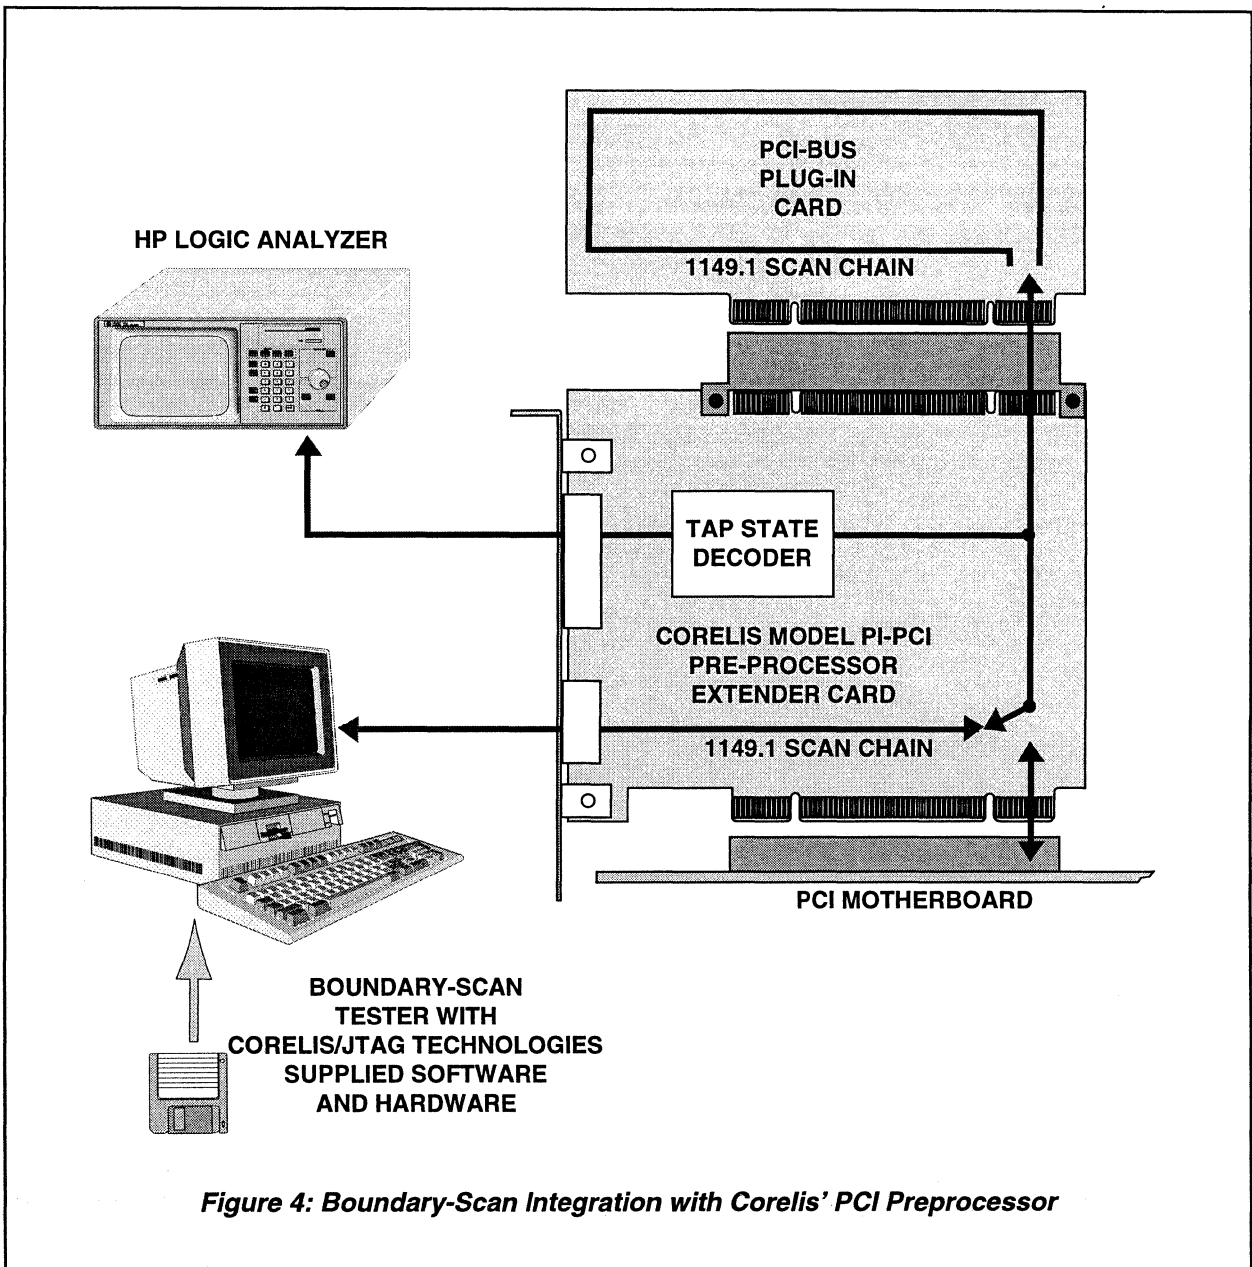 PCI-BUS
PLUG-IN
CARD
HP LOGIC ANALYZER
1149.1 SCAN CHAIN
TAP STATE
DECODER
CORELIS MODEL PI-PCI
PRE-PROCESSOR
EXTENDER CARD
1149.1 SCAN CHAIN
PCI MOTHERBOARD
BOUNDARY-SCAN
TESTER WITH
CORELIS/JTAG TECHNOLOGIES
SUPPLIED SOFTWARE
AND HARDWARE
Figure 4: Boundary-Scan Integration with Corelis' PCI Preprocessor